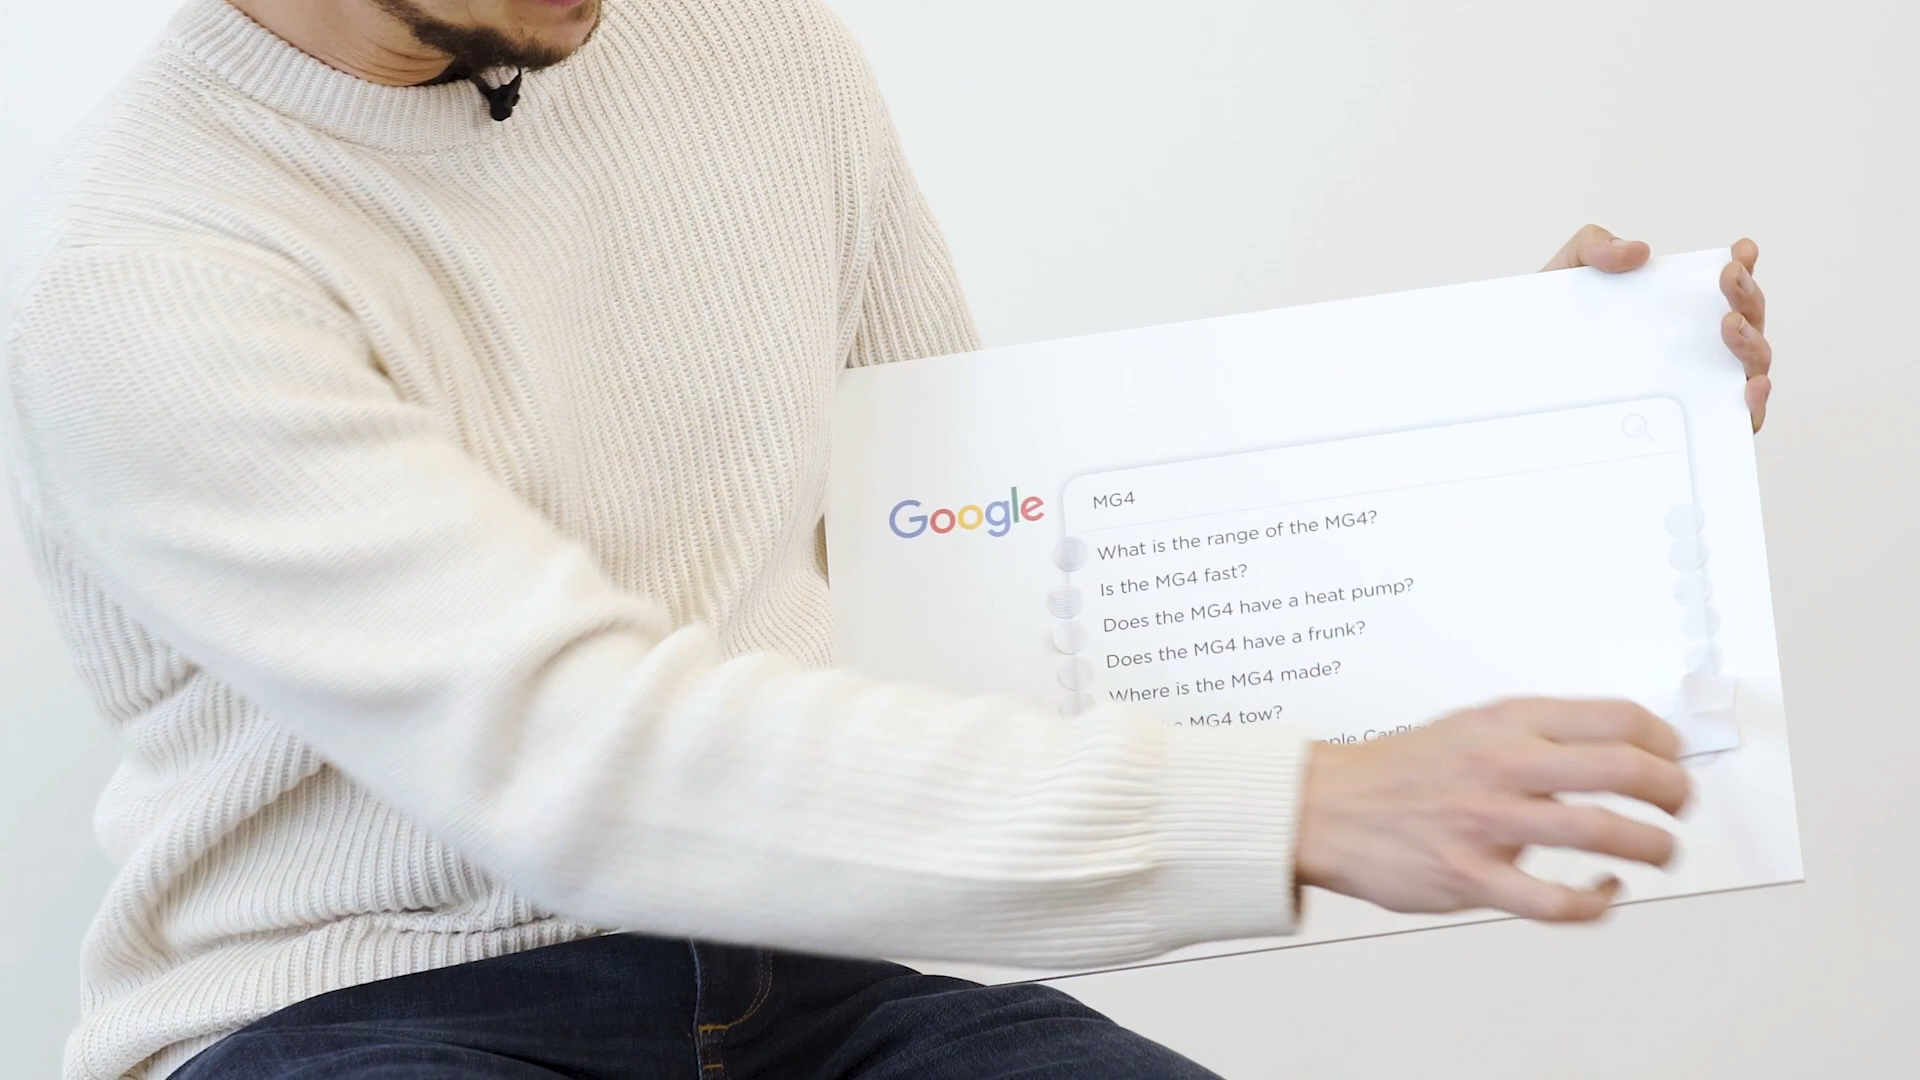 Google
MG4
What is the range of the MG4?
Is the MG4 fast?
Does the MG4 have a heat pump?
Does the MG4 have a frunk?
Where is the MG4 made?
MG4 tow?
CarPlay